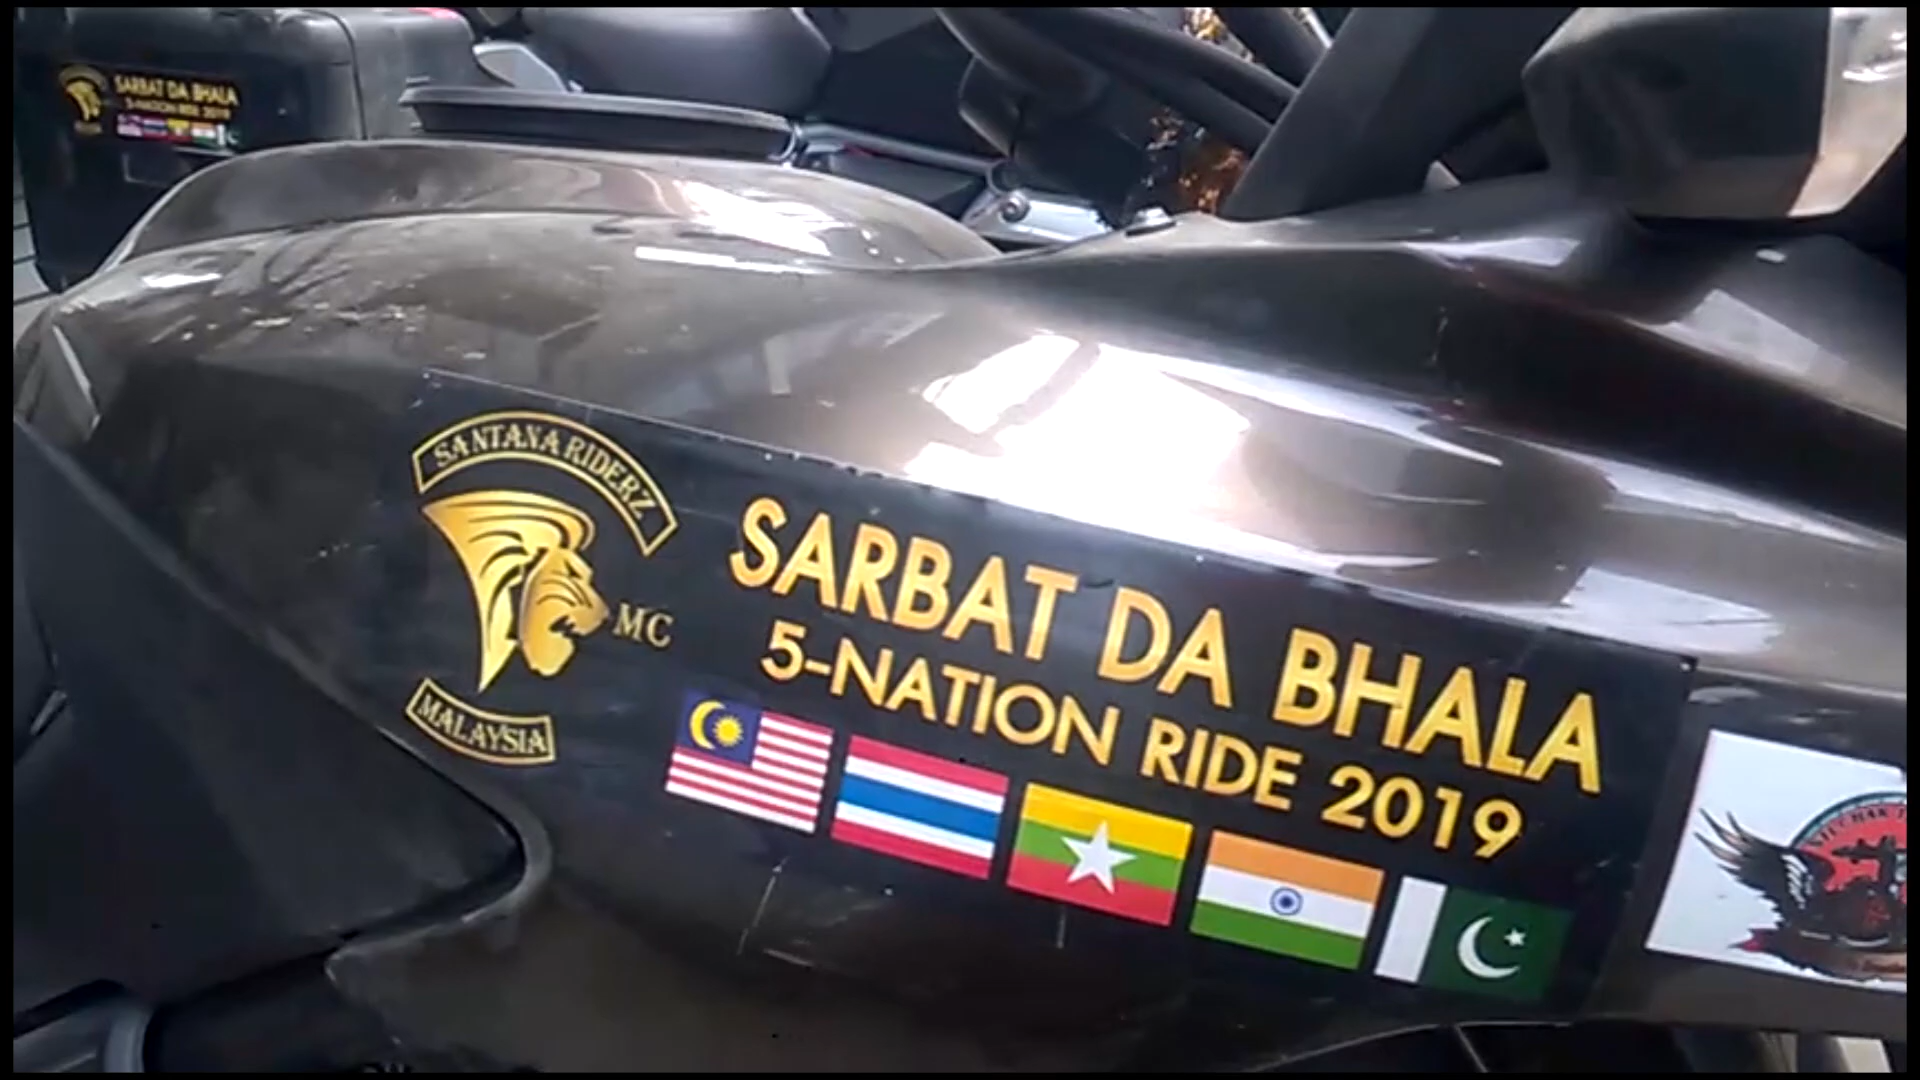 SARBAT DA BHALA
5-NATION RIDE 2019
SANTANA RIDERZ
MC
MALAYSIA
SARBAT DA BHALA
5-NATION RIDE 2019